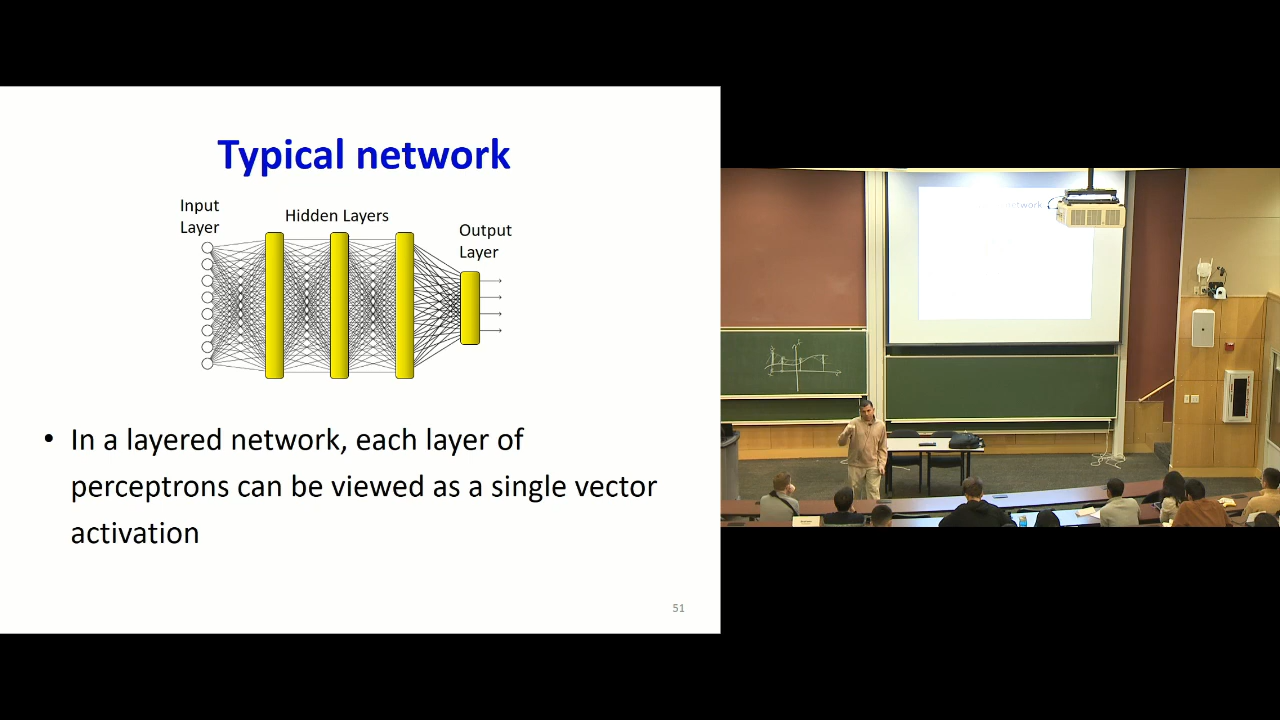 Typical network
Input
Layer
Hidden Layers
Output
Layer
• In a layered network, each layer of
perceptrons can be viewed as a single vector
activation
51
network